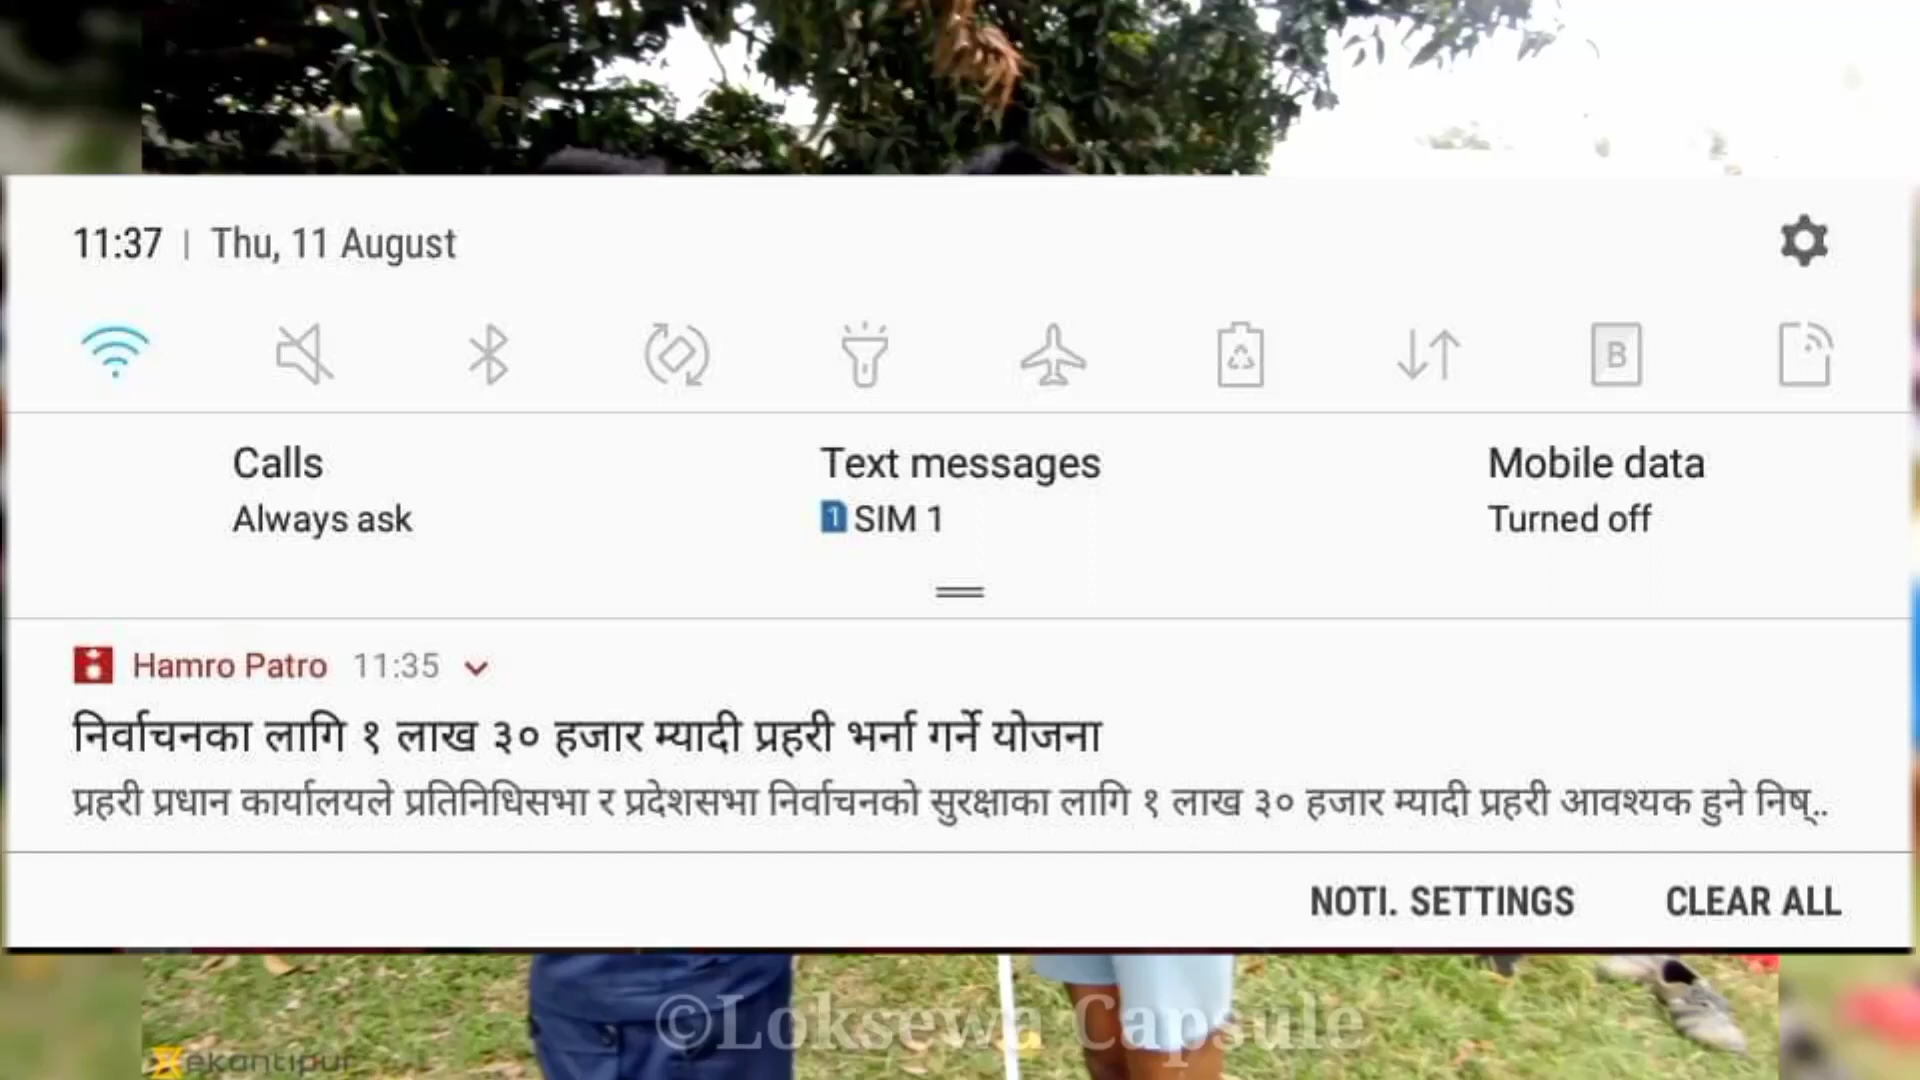 11:37 | Thu, 11 August
B
Calls
Text messages
Mobile data
Always ask
1 SIM 1
Turned off
Hamro Patro 11:35
निर्वाचनका लागि १ लाख ३० हजार म्यादी प्रहरी भर्ना गर्ने योजना
प्रहरी प्रधान कार्यालयले प्रतिनिधिसभा र प्रदेशसभा निर्वाचनको सुरक्षाका लागि १ लाख ३० हजार म्यादी प्रहरी आवश्यक हुने निष्..
NOTI. SETTINGS CLEAR ALL
©Loksewa Capsule
ekantipur